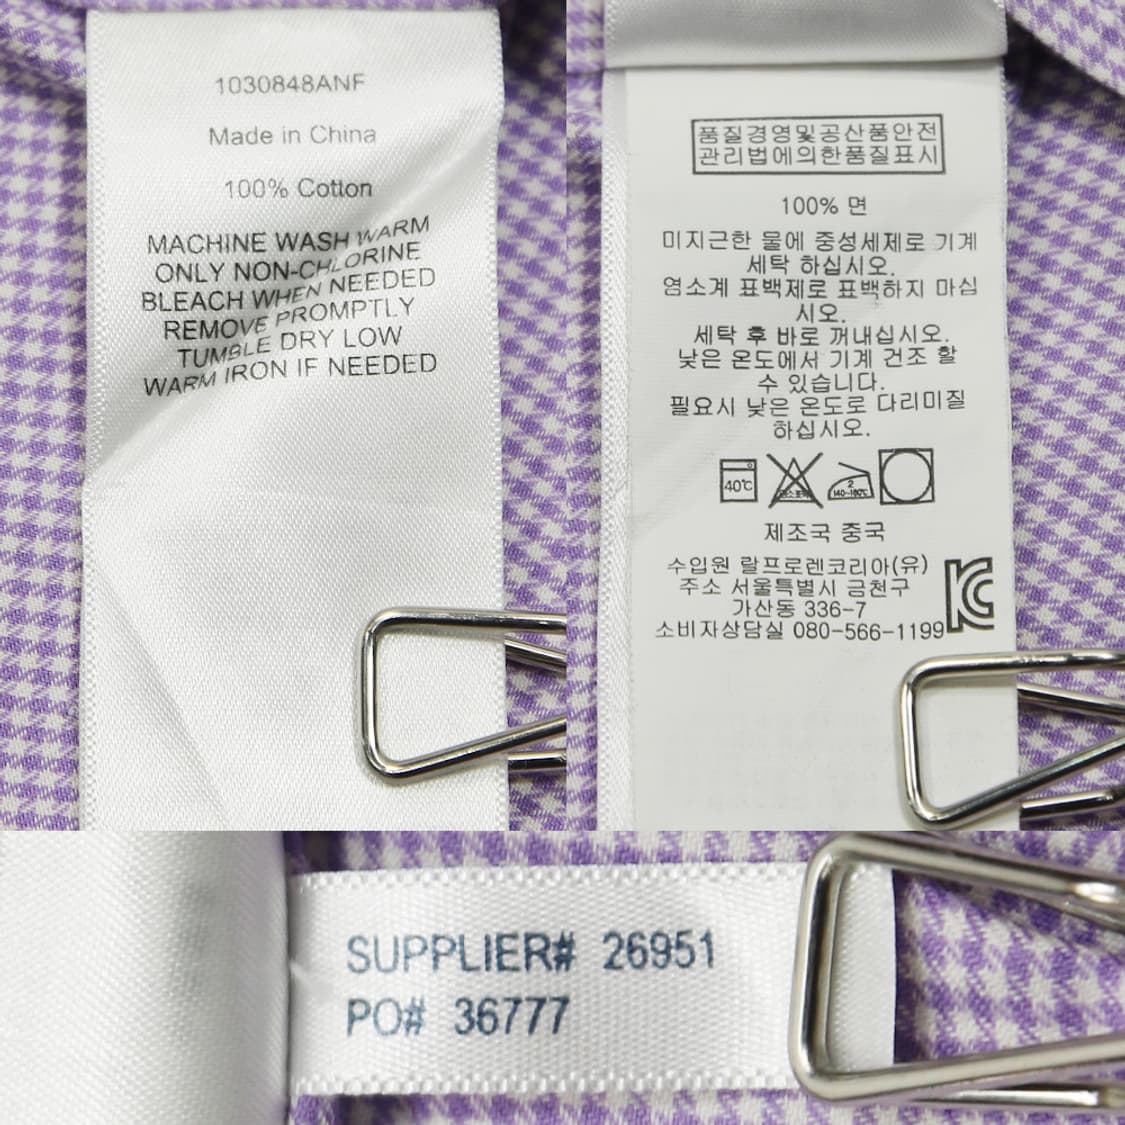 1030848ANF
Made in China
100% Cotton
MACHINE WASH WARM
ONLY NON-CHLORINE
BLEACH WHEN NEEDED
REMOVE PROMPTLY
TUMBLE DRY LOW
WARM IRON IF NEEDED
품질경영및공산품안전
관리법에의한품질표시
100% 면
미지근한 물에 중성세제로 기계
세탁 하십시오.
염소계 표백제로 표백하지 마십
시오.
세탁 후 바로 꺼내십시오.
낮은 온도에서 기계 건조 할
수 있습니다.
필요시 낮은 온도로 다리미질
하십시오.
40℃ 2 140~160℃
제조국 중국
수입원 랄프로렌코리아(유)
주소 서울특별시 금천구
가산동 336-7
소비자상담실 080-566-1199
SUPPLIER# 26951
PO# 36777